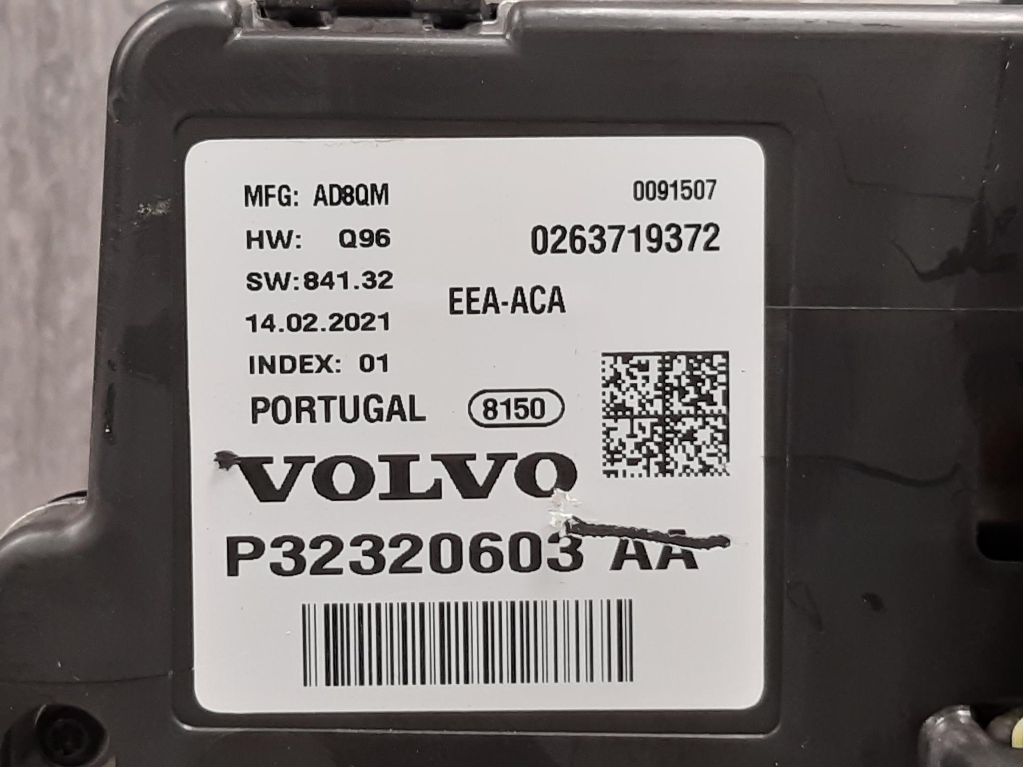 MFG: AD8QM
0091507
HW: Q96
0263719372
SW:841.32
EEA-ACA
14.02.2021
INDEX: 01
PORTUGAL
8150
VOLVO
P32320603 AA